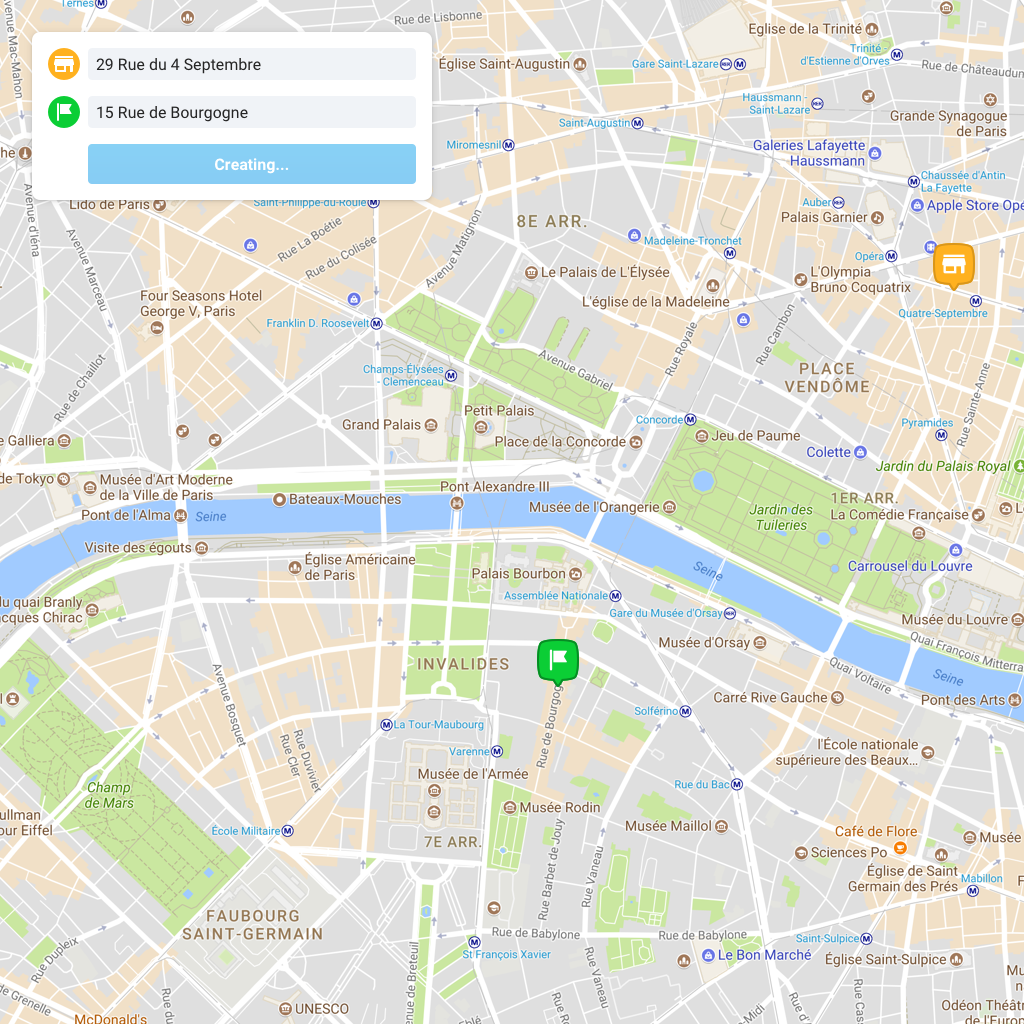 Ternes
Rue de Lisbonne
Avenue Mac-Mahon
29 Rue du 4 Septembre
15 Rue de Bourgogne
Creating...
Eglise de la Trinité
Trinité -
d'Estienne d'Orves
Église Saint-Augustin
Gare Saint-Lazare
Rue de Châteaudun
Haussmann -
Saint-Lazare
Saint-Augustin
Grande Synagogue
de Paris
Miromesnil
Galeries Lafayette
Haussmann
Chaussée d'Antin
La Fayette
Avenue d'Iéna
Lido de Paris
Saint-Philippe-du-Roule
Auber
Apple Store Opé
Palais Garnier
8E ARR.
Rue La Boétie
Rue du Colisée
Avenue Matignon
Madeleine-Tronchet
Opéra
Avenue Marceau
Le Palais de L'Élysée
L'Olympia
Bruno Coquatrix
Four Seasons Hotel
George V, Paris
L'église de la Madeleine
Quatre-Septembre
Franklin D. Roosevelt
Rue Royale
Rue Cambon
Rue de Chaillot
Champs-Élysées
- Clemenceau
Avenue Gabriel
PLACE
VENDÔME
Rue Sainte-Anne
Petit Palais
Grand Palais
Concorde
Pyramides
e Galliera
Place de la Concorde
Jeu de Paume
Colette
Jardin du Palais Royal
de Tokyo
Musée d'Art Moderne
de la Ville de Paris
Pont Alexandre III
Bateaux-Mouches
1ER ARR.
Pont de l'Alma
Seine
Musée de l'Orangerie
Jardin des
Tuileries
La Comédie Française
Visite des égouts
Église Américaine
de Paris
Palais Bourbon
Seine
Carrousel du Louvre
Assemblée Nationale
Gare du Musée d'Orsay
du quai Branly
cques Chirac
Musée du Louvre
Musée d'Orsay
Quai François Mitterra
INVALIDES
Quai Voltaire
Seine
Avenue Bosquet
Carré Rive Gauche
Pont des Arts
Rue de Bourgog
Solférino
La Tour-Maubourg
Rue Cler
Rue Duvivier
Varenne
l'École nationale
supérieure des Beaux...
Musée de l'Armée
Champ
de Mars
Rue du Bac
ullman
our Eiffel
Musée Rodin
École Militaire
Musée Maillol
Café de Flore
Musée
7E ARR.
Sciences Po
Rue Barbet de Jouy
Rue Vaneau
Église de Saint
Germain des Prés
Mabillon
FAUBOURG
SAINT-GERMAIN
Rue de Babylone
Rue de Babylone
Saint-Sulpice
Rue Dupleix
St François Xavier
Le Bon Marché
Église Saint-Sulpice
Rue Vaneau
de Grenelle
UNESCO
McDonald's
Odéon Théât
de l'Europ